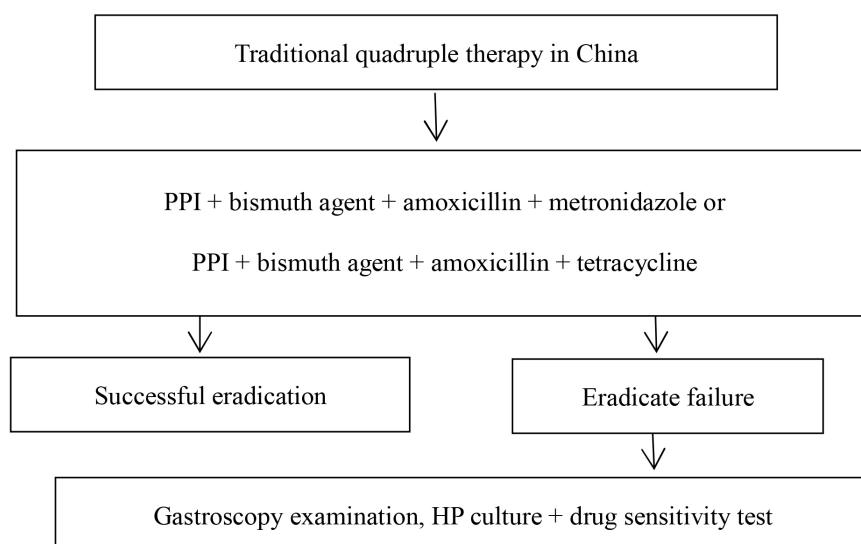 Traditional quadruple therapy in China
PPI + bismuth agent + amoxicillin + metronidazole or
PPI + bismuth agent + amoxicillin + tetracycline
Successful eradication
Eradicate failure
Gastroscopy examination, HP culture + drug sensitivity test